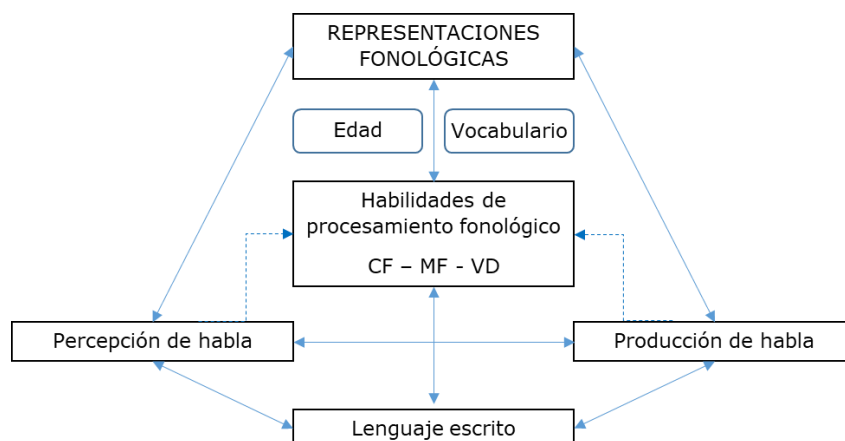 REPRESENTACIONES
FONOLÓGICAS
Edad
Vocabulario
Habilidades de
procesamiento fonológico
CF – MF - VD
Percepción de habla
Producción de habla
Lenguaje escrito